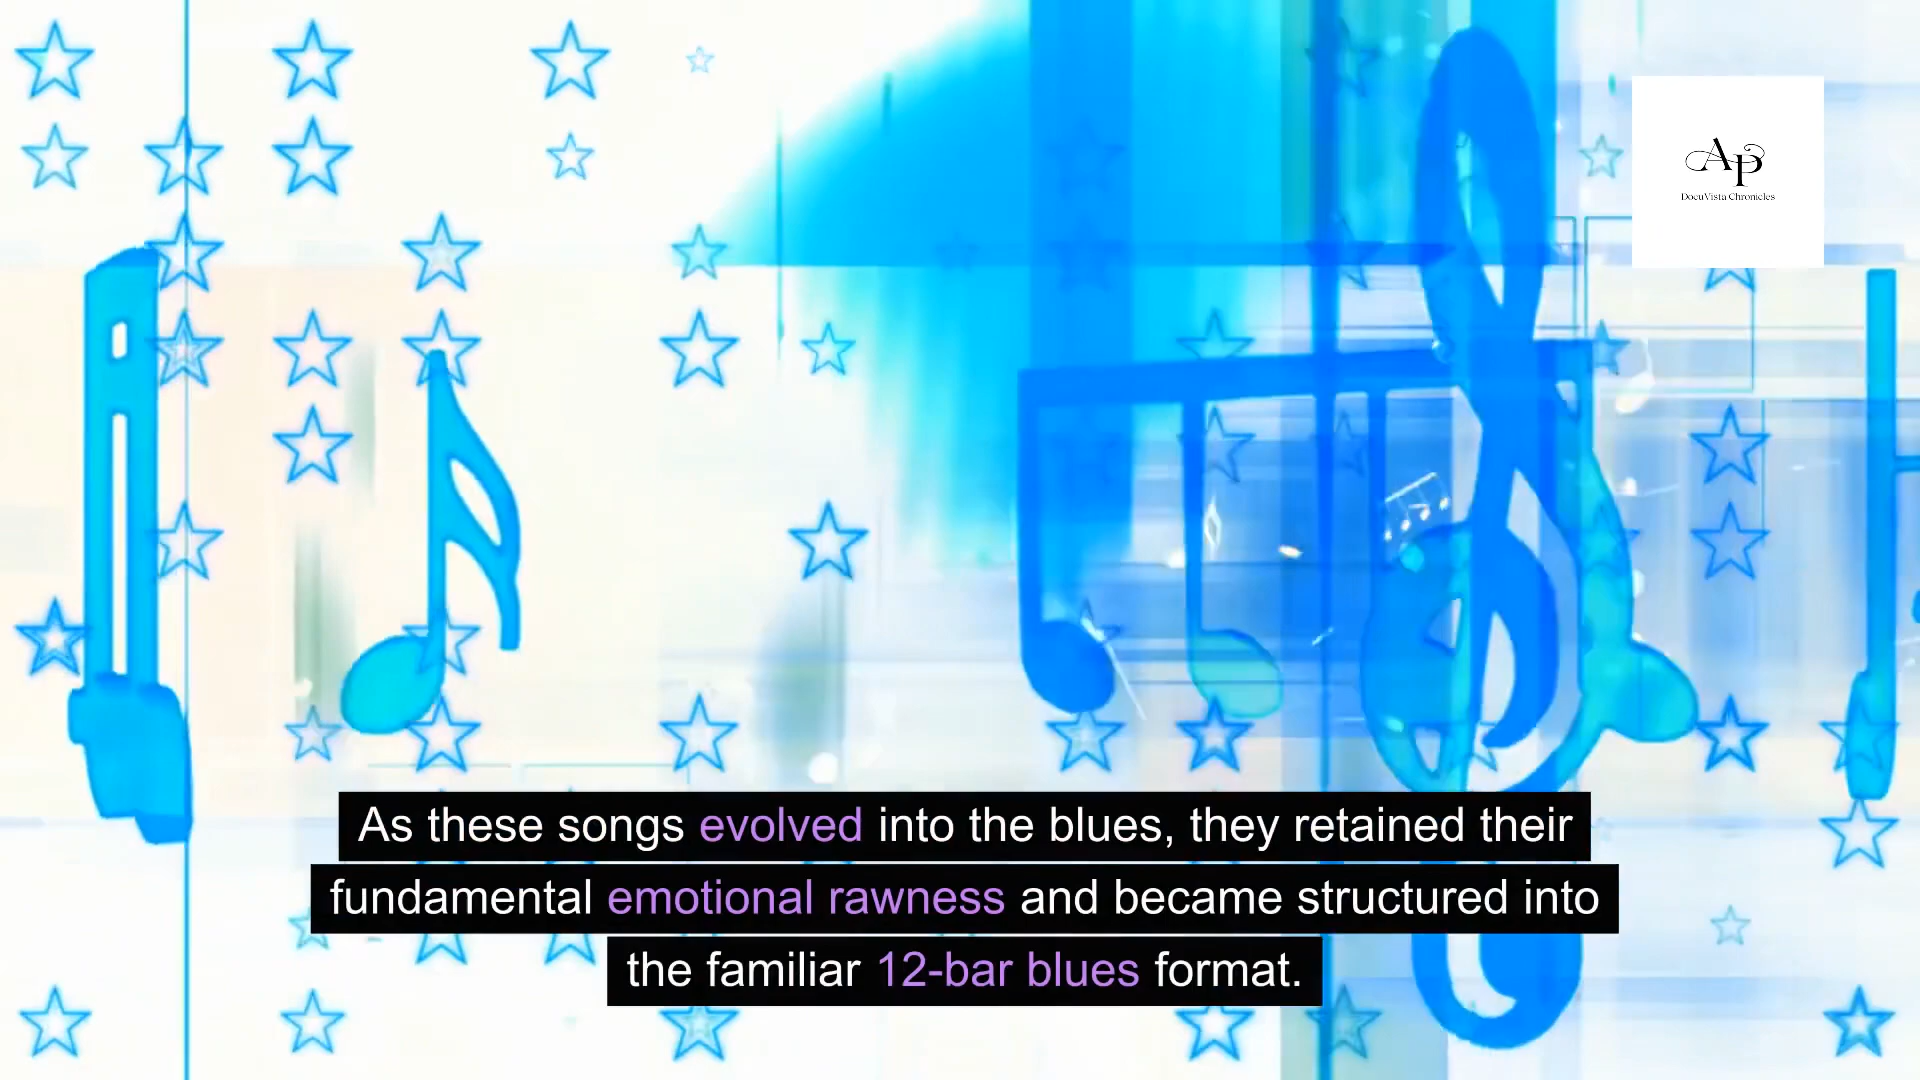 AP
DocuVista Chronicles
As these songs evolved into the blues, they retained their
fundamental emotional rawness and became structured into
the familiar 12-bar blues format.